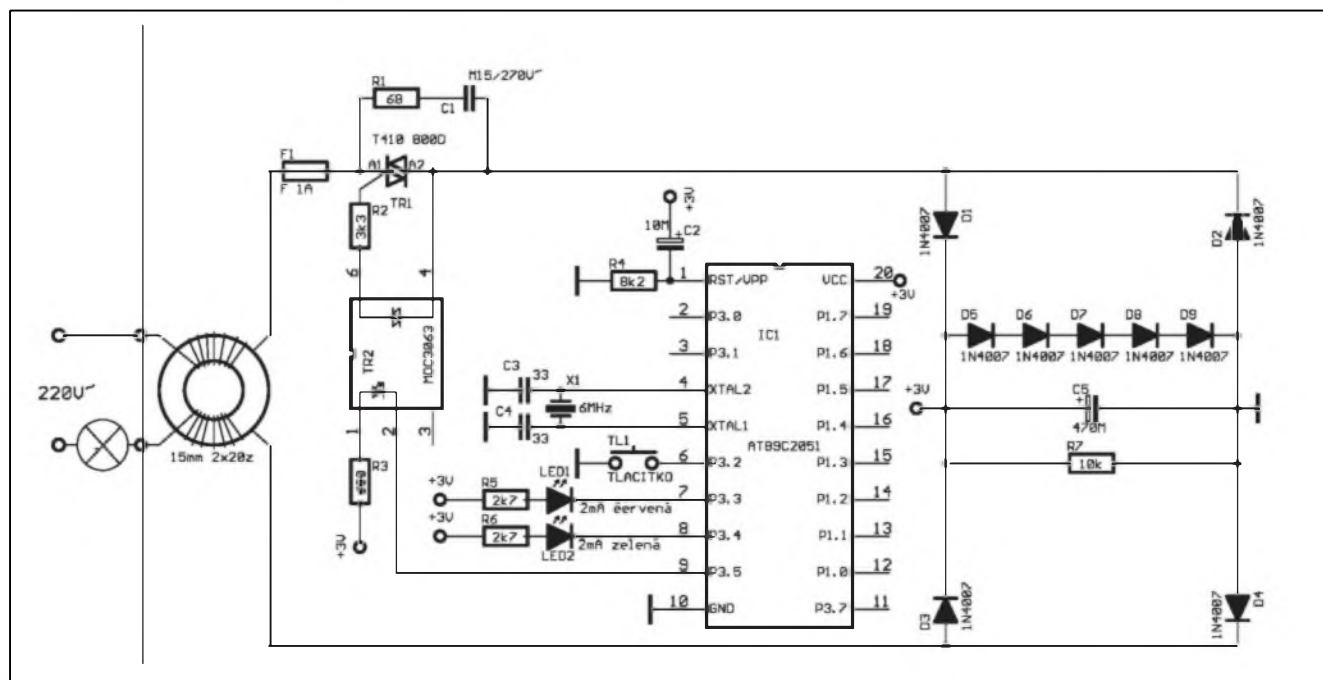 M15/270V~
R1
68
C1
T410 800D
F1
F 1A
A1
A2
TR1
R2
3k3
6
4
TR2
MOC3063
1
2
3
R3
+3V
220V~
15mm 2x20z
+3V
10M
+
C2
R4
8k2
1
RST/VPP
VCC
20
+3V
2
P3.0
P1.7
19
IC1
3
P3.1
P1.6
18
C3
33
X1
4
XTAL2
P1.5
17
+3V
6MHz
C4
33
5
XTAL1
P1.4
16
AT89C2051
TL1
TLACITKO
6
P3.2
P1.3
15
+3V
R5
2k7
LED1
2mA
7
P3.3
P1.2
14
+3V
R6
2k7
LED2
2mA zelená
8
P3.4
P1.1
13
9
P3.5
P1.0
12
10
GND
P3.7
11
D1
1N4007
D2
1N4007
D5
D6
D7
D8
D9
1N4007
1N4007
1N4007
1N4007
1N4007
C5
+
470M
R7
10k
D3
1N4007
D4
1N4007